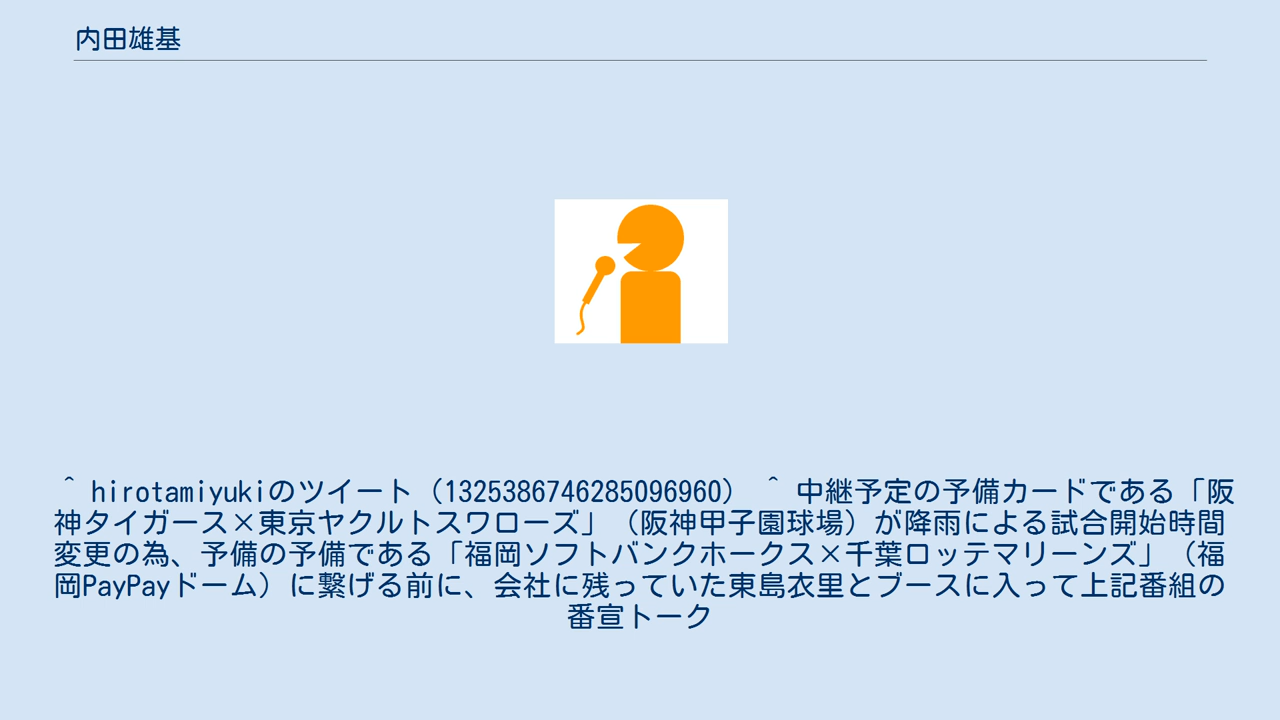 内田雄基
^ hirotamiyukiのツイート（1325386746285096960） ^ 中継予定の予備カードである「阪
神タイガース×東京ヤクルトスワローズ」（阪神甲子園球場）が降雨による試合開始時間
変更の為、予備の予備である「福岡ソフトバンクホークス×千葉ロッテマリーンズ」（福
岡PayPayドーム）に繋げる前に、会社に残っていた東島衣里とブースに入って上記番組の
番宣トーク